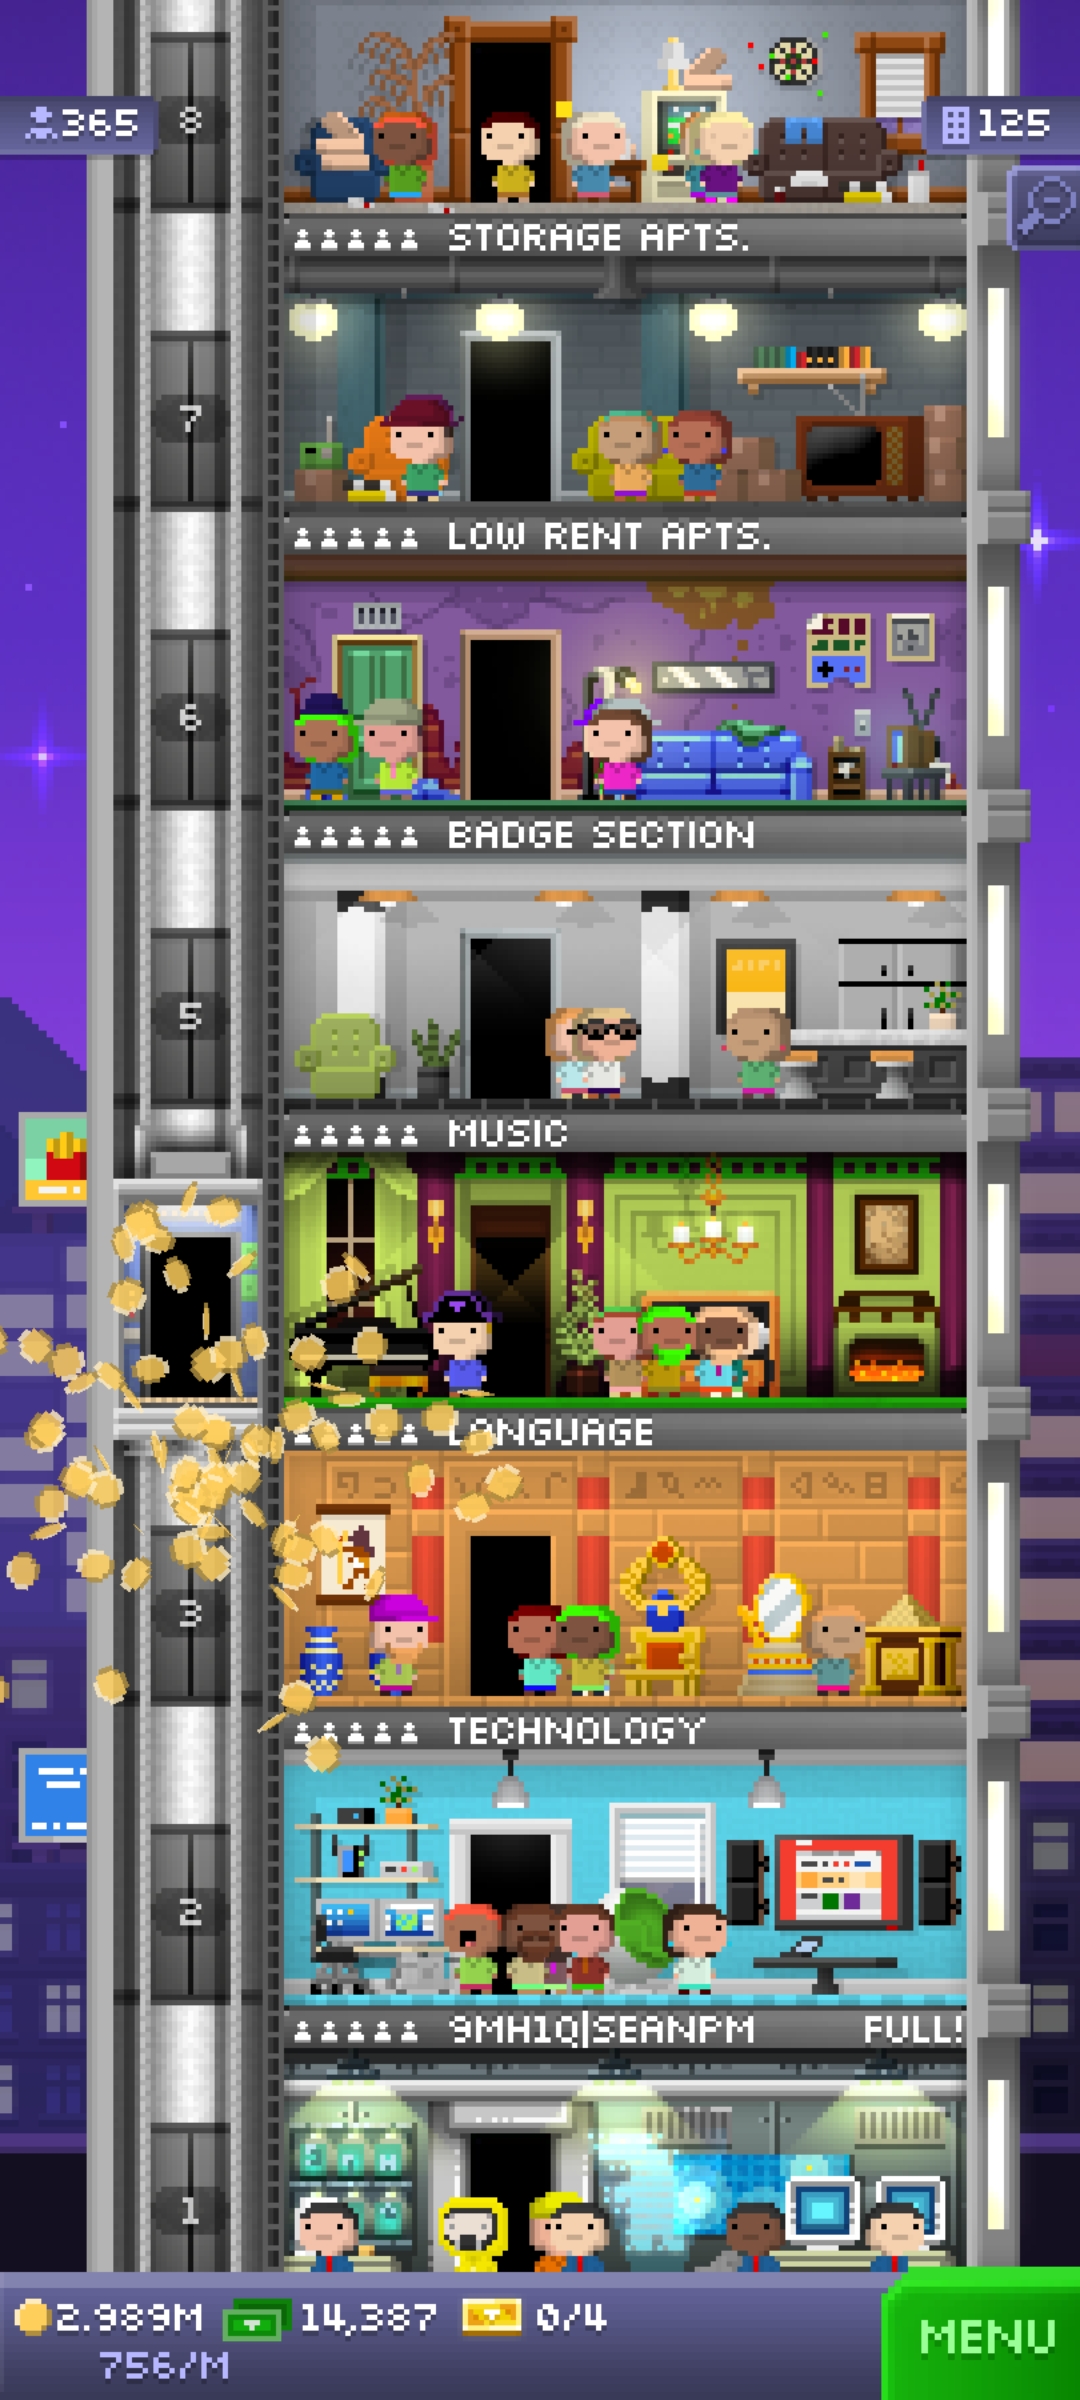 365
8
125
STORAGE APTS.
7
LOW RENT APTS.
6
BADGE SECTION
5
MUSIC
LANGUAGE
3
TECHNOLOGY
2
9MH1Q|SEANPM FULL!
1
2.989M 14,387 0/4
756/M
MENU